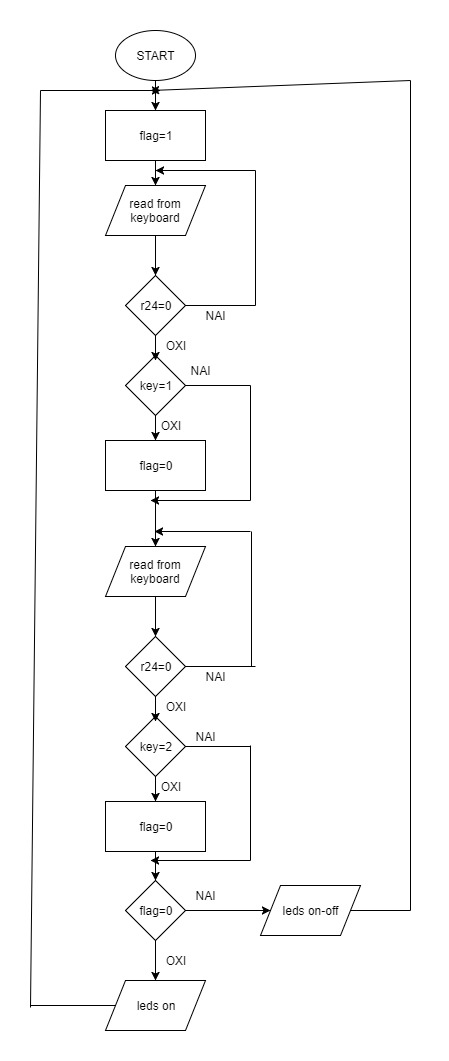 START
flag=1
read from
keyboard
r24=0
NAI
OXI
NAI
key=1
OXI
flag=0
read from
keyboard
r24=0
NAI
OXI
NAI
key=2
OXI
flag=0
NAI
flag=0
leds on-off
OXI
leds on